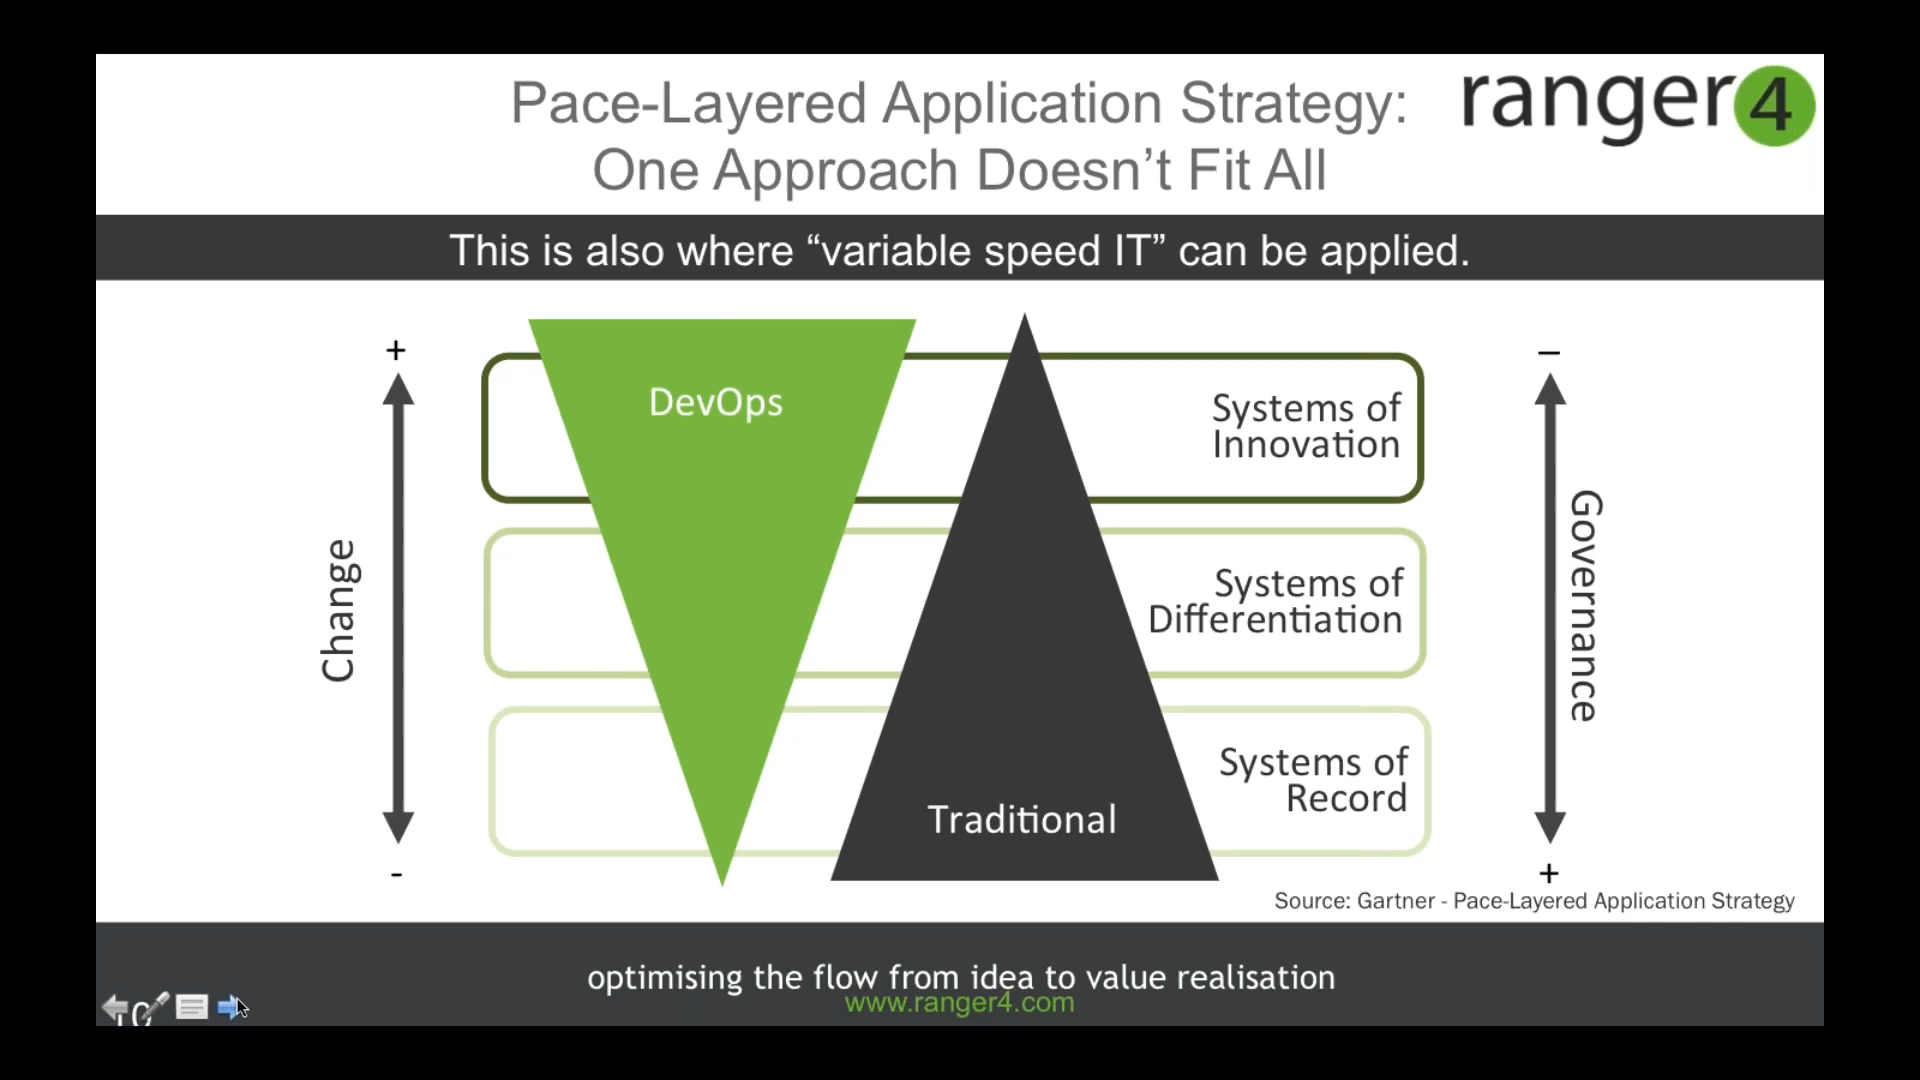 Pace-Layered Application Strategy:
One Approach Doesn’t Fit All
ranger4
This is also where “variable speed IT” can be applied.
+
–
DevOps
Systems of
Innovation
Change
Governance
Systems of
Differentiation
Systems of
Record
Traditional
-
+
Source: Gartner - Pace-Layered Application Strategy
optimising the flow from idea to value realisation
www.ranger4.com